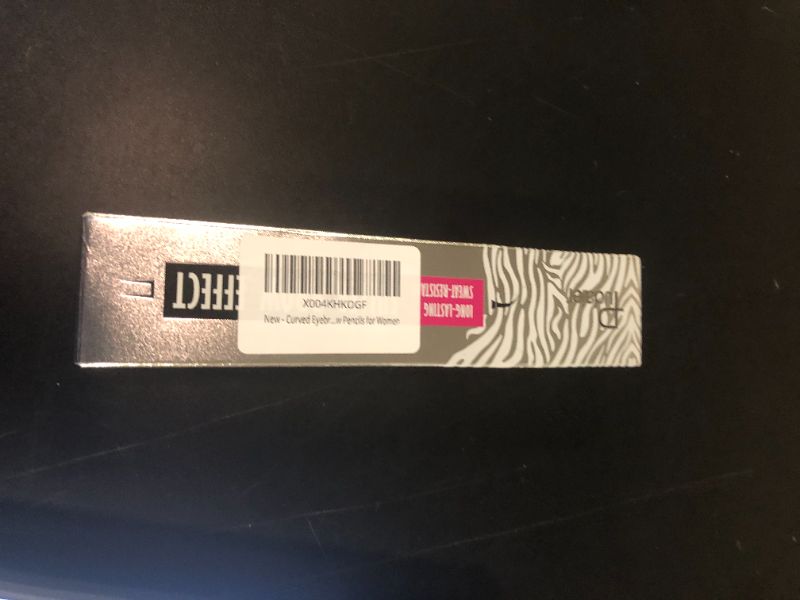 X004KHKOGF
New - Curved Eyebr...w Pencils for Women
LONG-LASTING
SWEAT-RESISTA
EFFECT